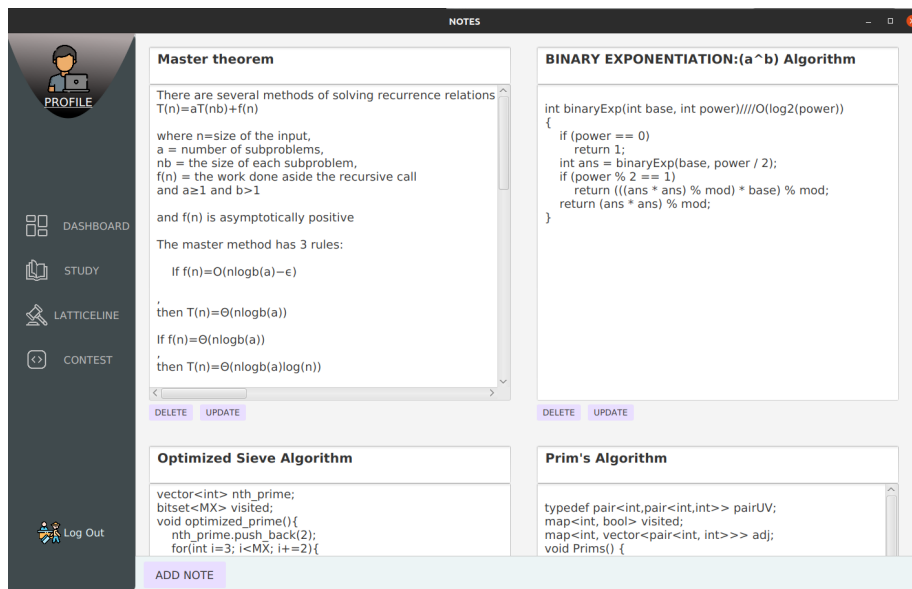 NOTES
PROFILE
DASHBOARD
STUDY
LATTICELINE
CONTEST
Log Out
Master theorem
There are several methods of solving recurrence relations
T(n)=aT(nb)+f(n)
where n=size of the input,
a = number of subproblems,
nb = the size of each subproblem,
f(n) = the work done aside the recursive call
and a≥1 and b>1
and f(n) is asymptotically positive
The master method has 3 rules:
If f(n)=O(nlogb(a)−ϵ)
,
then T(n)=Θ(nlogb(a))
If f(n)=Θ(nlogb(a))
,
then T(n)=Θ(nlogb(a)log(n))
DELETE UPDATE
BINARY EXPONENTIATION:(a^b) Algorithm
int binaryExp(int base, int power)////O(log2(power))
{
if (power == 0)
return 1;
int ans = binaryExp(base, power / 2);
if (power % 2 == 1)
return (((ans * ans) % mod) * base) % mod;
return (ans * ans) % mod;
}
DELETE UPDATE
Optimized Sieve Algorithm
vector<int> nth_prime;
bitset<MX> visited;
void optimized_prime(){
nth_prime.push_back(2);
for(int i=3; i<MX; i+=2){
Prim's Algorithm
typedef pair<int,pair<int,int>> pairUV;
map<int, bool> visited;
map<int, vector<pair<int, int>>> adj;
void Prims() {
ADD NOTE